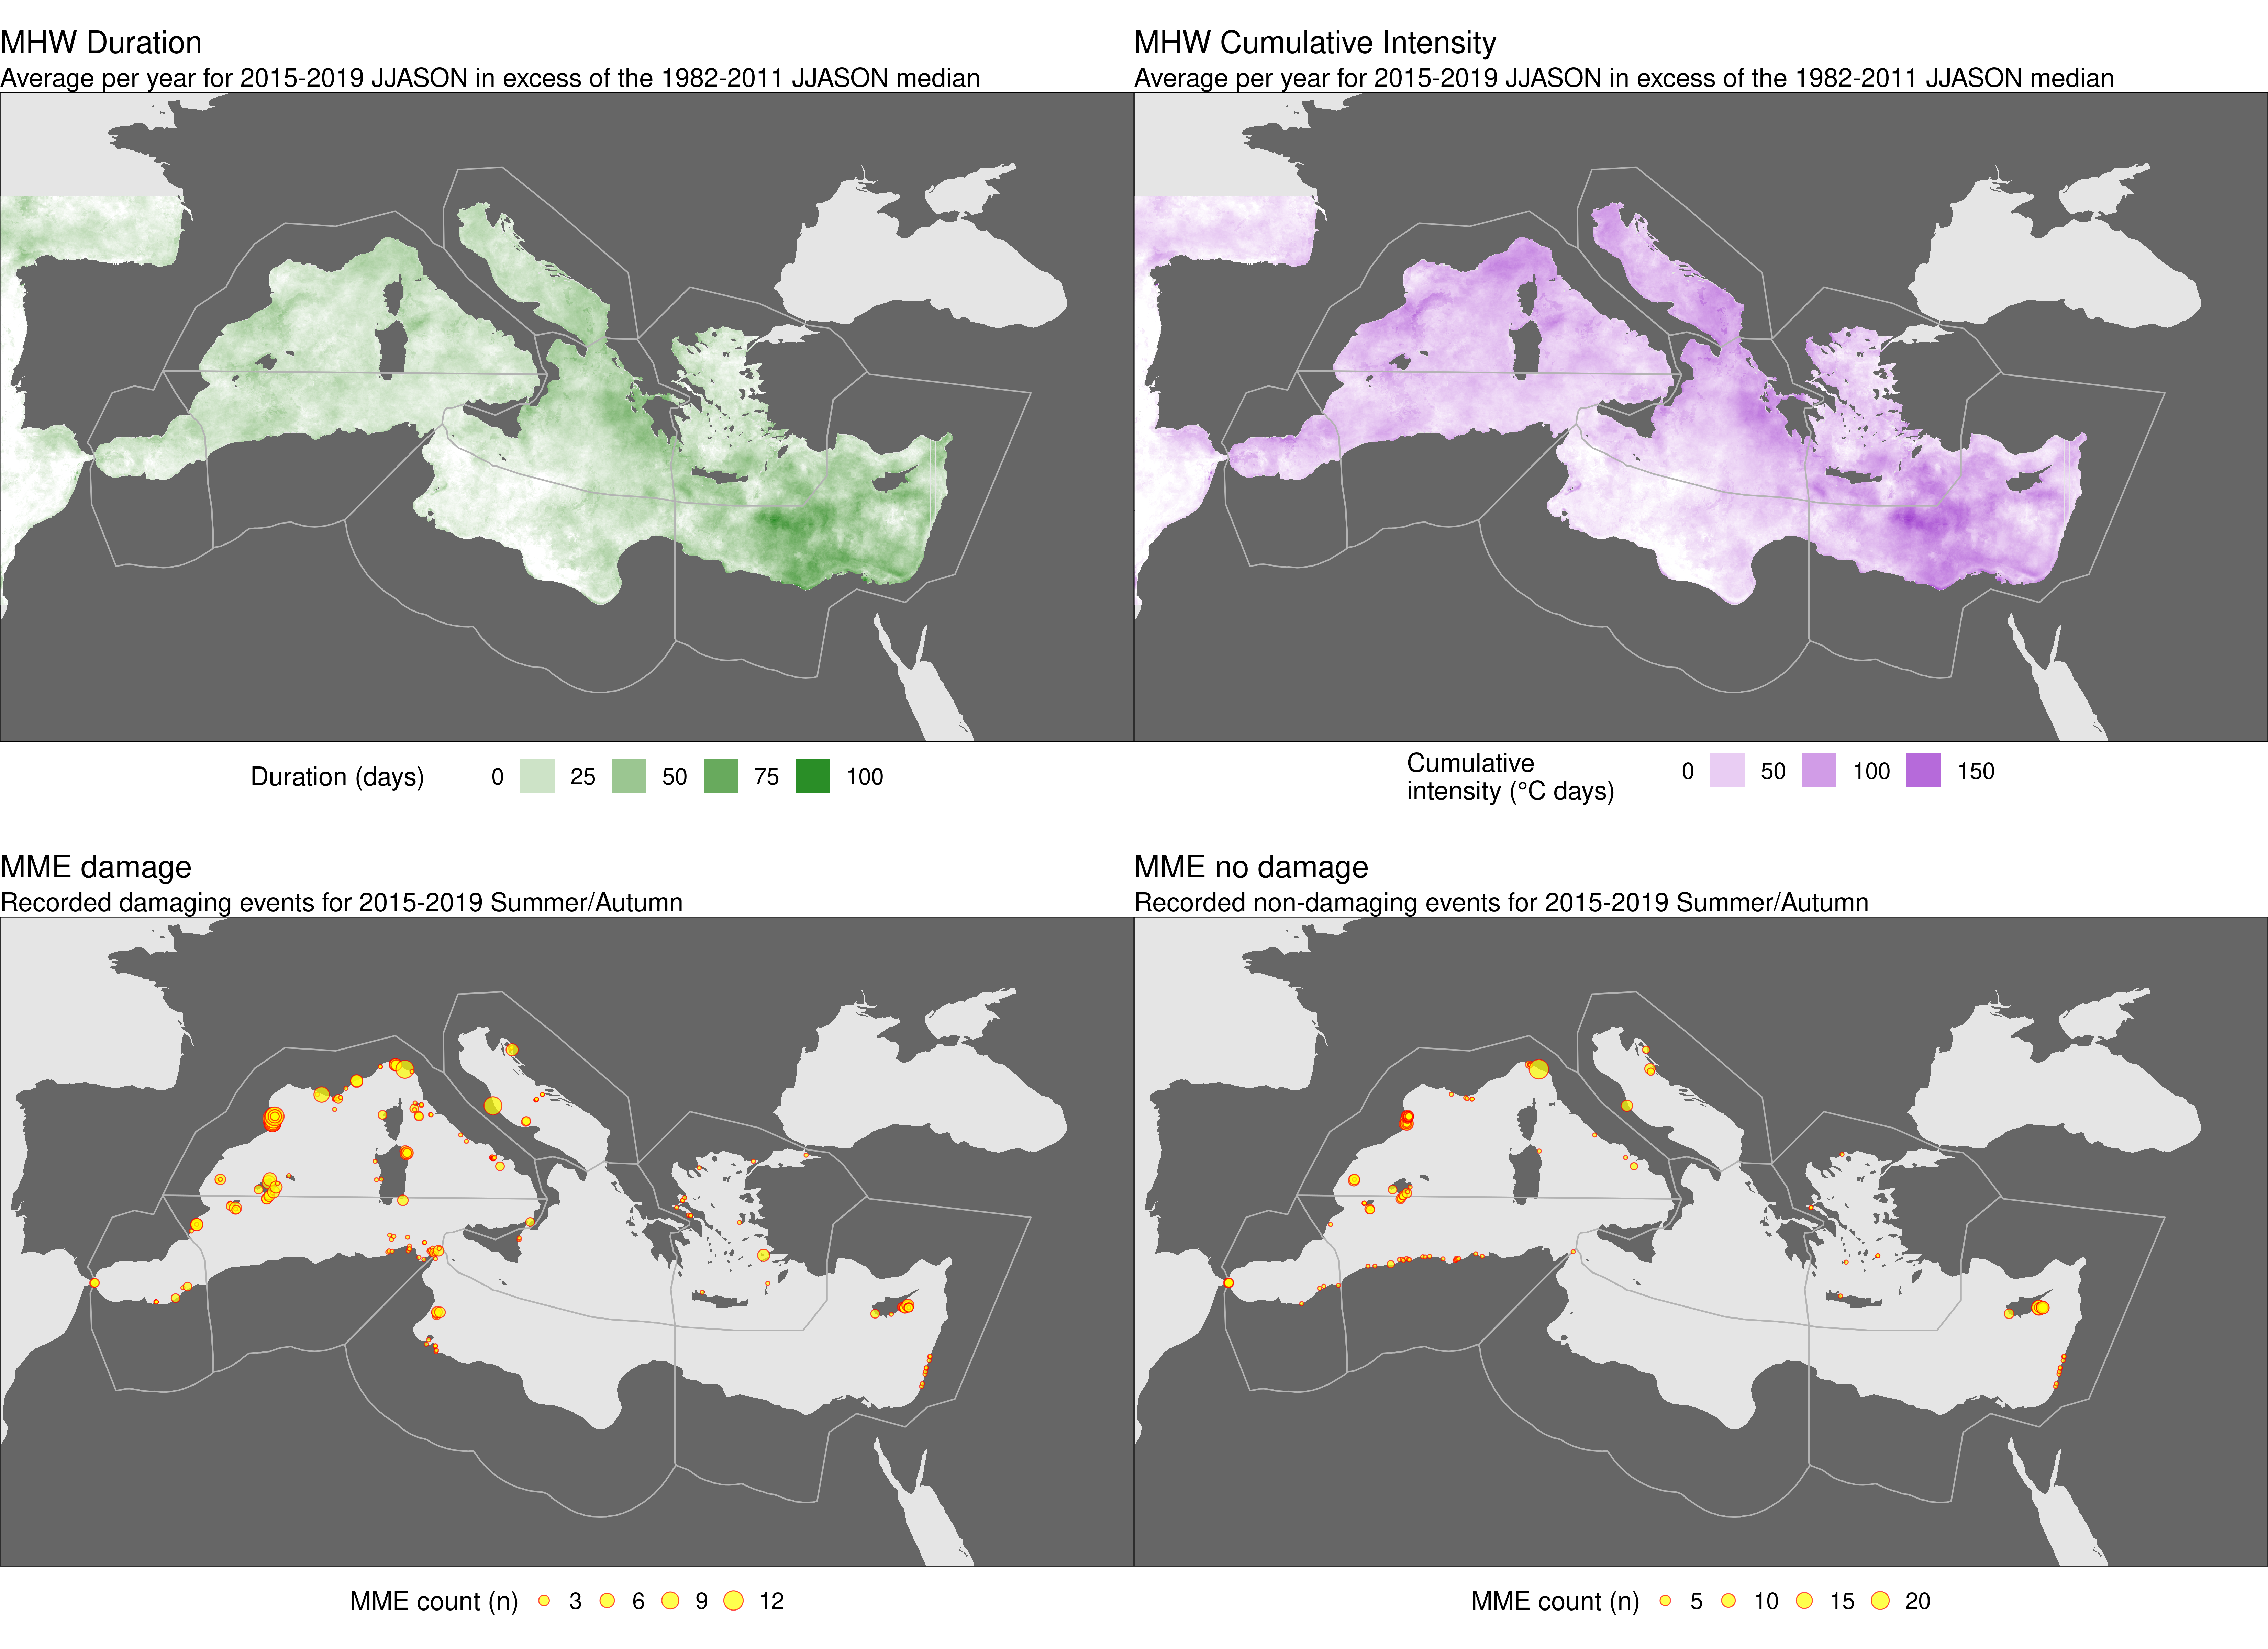 MHW Duration
Average per year for 2015-2019 JJASON in excess of the 1982-2011 JJASON median
MHW Cumulative Intensity
Average per year for 2015-2019 JJASON in excess of the 1982-2011 JJASON median
Duration (days) 0 25 50 75 100
Cumulative
intensity (°C days) 0 50 100 150
MME damage
Recorded damaging events for 2015-2019 Summer/Autumn
MME no damage
Recorded non-damaging events for 2015-2019 Summer/Autumn
MME count (n) 3 6 9 12
MME count (n) 5 10 15 20